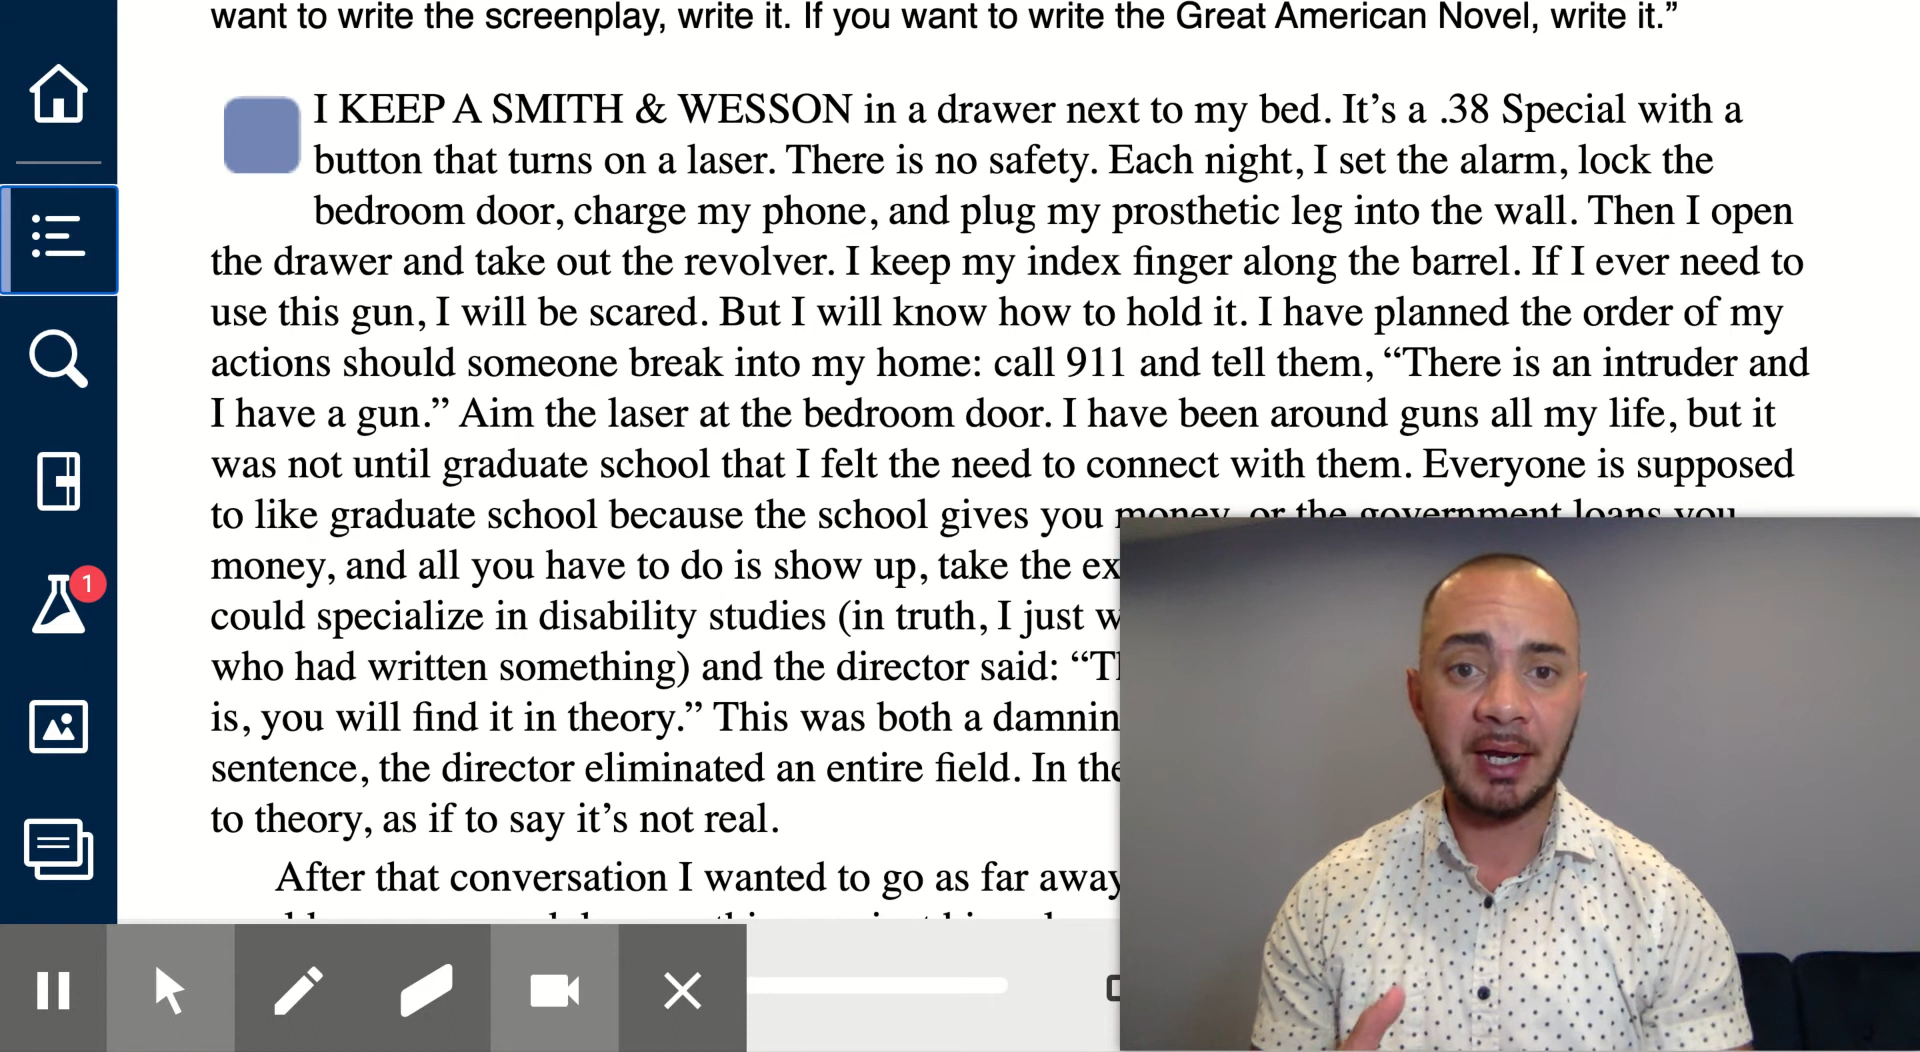 want to write the screenplay, write it. If you want to write the Great American Novel, write it.”
I KEEP A SMITH & WESSON in a drawer next to my bed. It’s a .38 Special with a
button that turns on a laser. There is no safety. Each night, I set the alarm, lock the
bedroom door, charge my phone, and plug my prosthetic leg into the wall. Then I open
the drawer and take out the revolver. I keep my index finger along the barrel. If I ever need to
use this gun, I will be scared. But I will know how to hold it. I have planned the order of my
actions should someone break into my home: call 911 and tell them, “There is an intruder and
I have a gun.” Aim the laser at the bedroom door. I have been around guns all my life, but it
was not until graduate school that I felt the need to connect with them. Everyone is supposed
to like graduate school because the school gives you money, or the government loans you
money, and all you have to do is show up, take the ex
could specialize in disability studies (in truth, I just w
who had written something) and the director said: “Th
is, you will find it in theory.” This was both a damnin
sentence, the director eliminated an entire field. In the
to theory, as if to say it’s not real.
After that conversation I wanted to go as far away
1